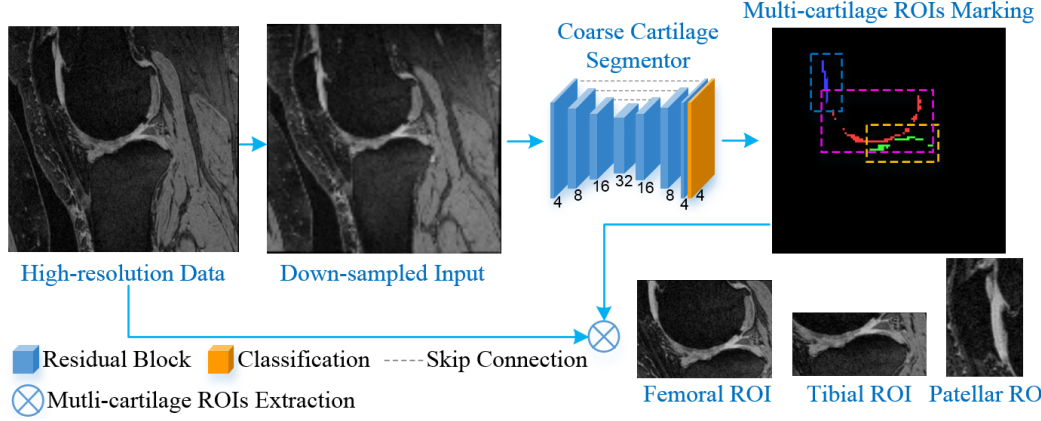 Multi-cartilage ROIs Marking
Coarse Cartilage
Segmentor
4
8
16
32
16
8
4
4
High-resolution Data
Down-sampled Input
Residual Block
Classification
Skip Connection
Mutli-cartilage ROIs Extraction
Femoral ROI
Tibial ROI
Patellar RO